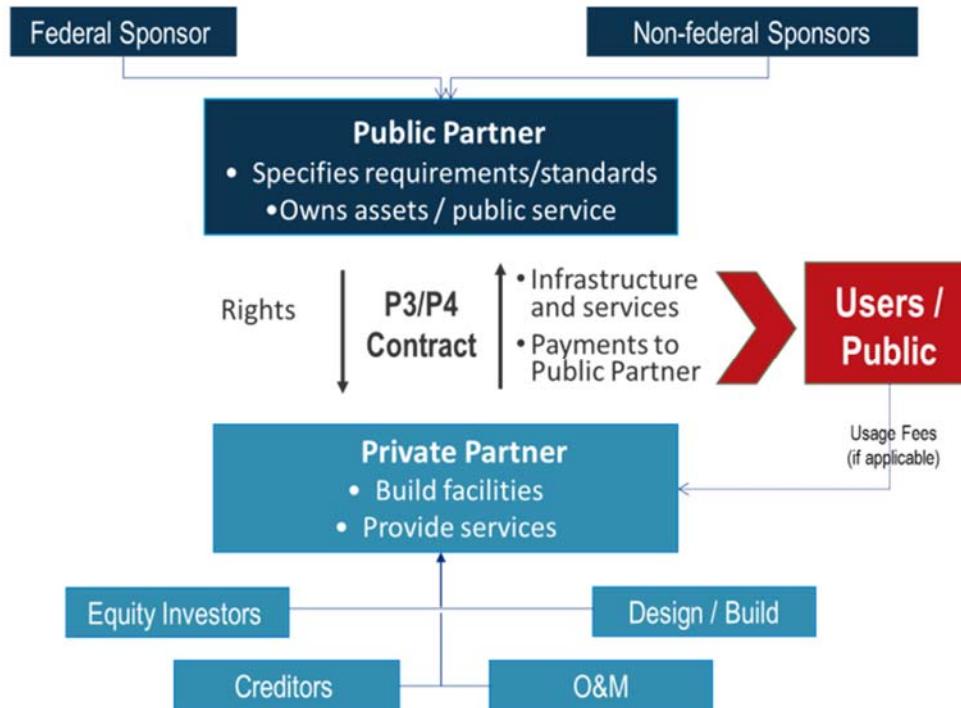 Federal Sponsor
Non-federal Sponsors
Public Partner
• Specifies requirements/standards
•Owns assets / public service
Rights
P3/P4
Contract
• Infrastructure
and services
• Payments to
Public Partner
Users /
Public
Usage Fees
(if applicable)
Private Partner
• Build facilities
• Provide services
Equity Investors
Design / Build
Creditors
O&M